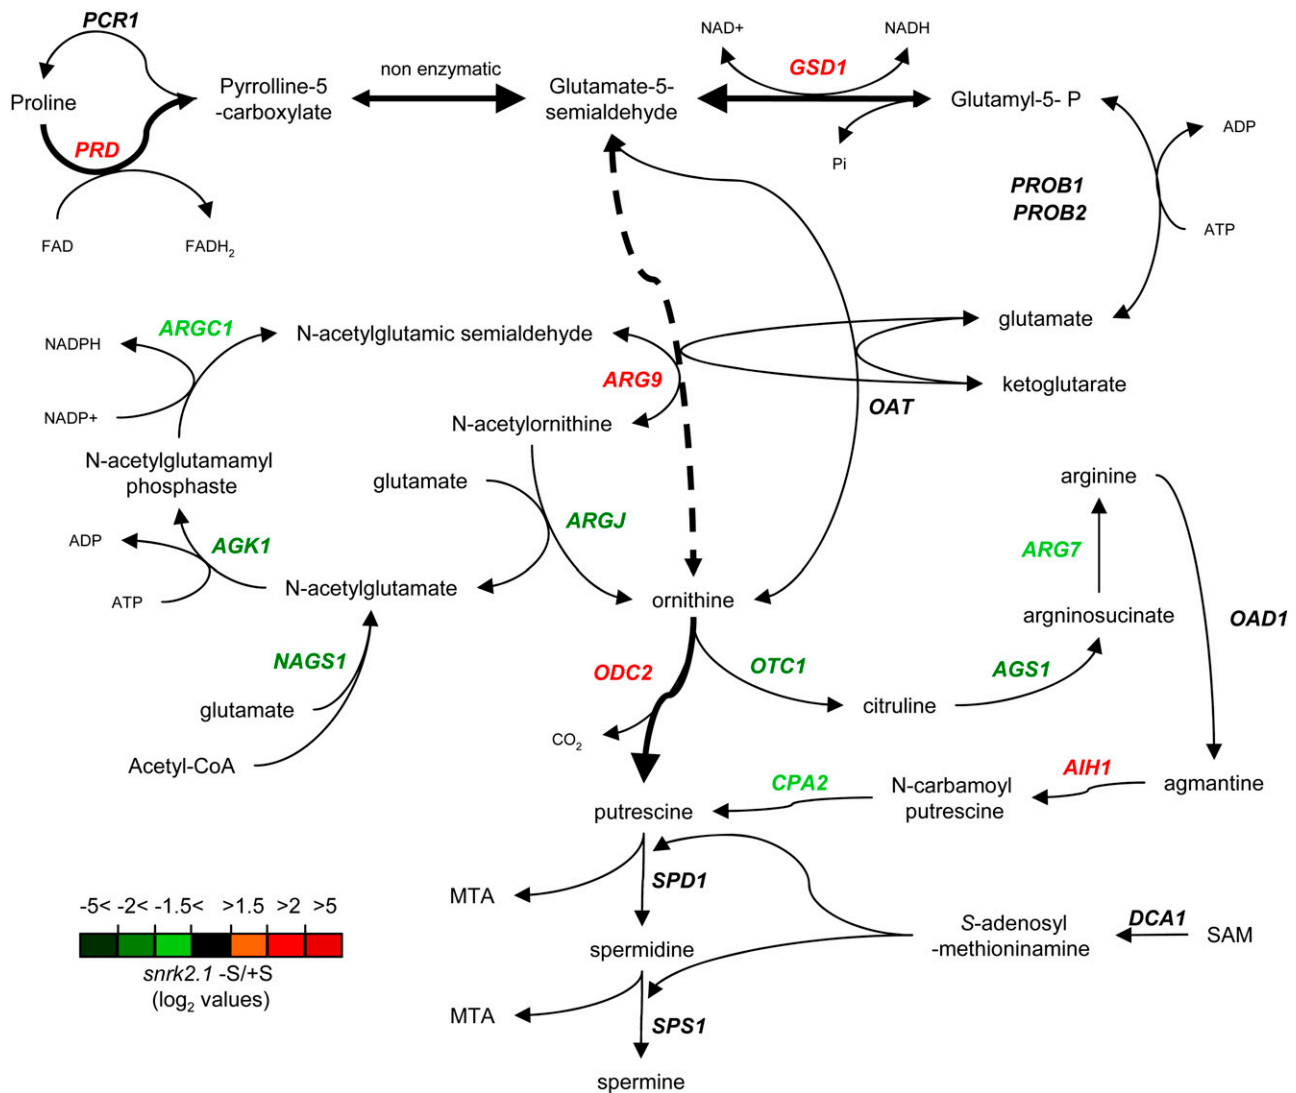 PCR1
NAD+
NADH
non enzymatic
GSD1
Proline
Pyrrolline-5
-carboxylate
Glutamate-5-
semialdehyde
Glutamyl-5- P
ADP
PRD
Pi
PROB1
PROB2
FAD
FADH2
ATP
ARGC1
N-acetylglutamic semialdehyde
glutamate
NADPH
ARG9
ketoglutarate
NADP+
OAT
N-acetylornithine
N-acetylglutamamyl
phosphaste
glutamate
arginine
ARGJ
ADP
AGK1
ARG7
ATP
N-acetylglutamate
ornithine
argninosucinate
OAD1
NAGS1
ODC2
OTC1
AGS1
glutamate
citruline
CO2
Acetyl-CoA
CPA2
N-carbamoyl
putrescine
AIH1
agmantine
putrescine
MTA
SPD1
-5< -2< -1.5< >1.5 >2 >5
snrk2.1 -S/+S
(log2 values)
spermidine
S-adenosyl
-methioninamine
DCA1
SAM
MTA
SPS1
spermine